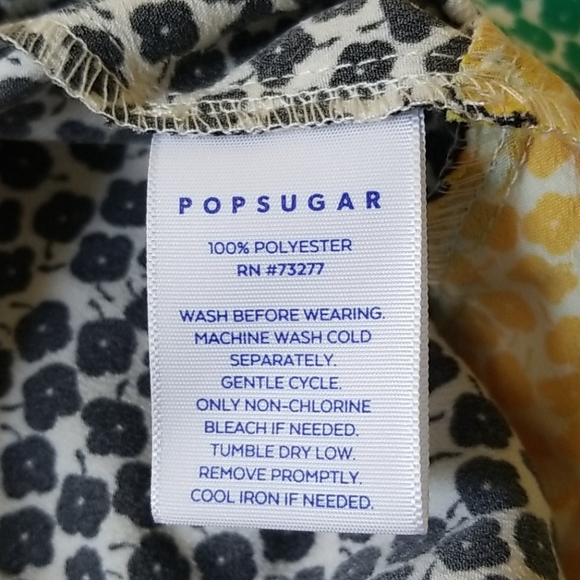 POPSUGAR
100% POLYESTER
RN #73277
WASH BEFORE WEARING.
MACHINE WASH COLD
SEPARATELY.
GENTLE CYCLE.
ONLY NON-CHLORINE
BLEACH IF NEEDED.
TUMBLE DRY LOW.
REMOVE PROMPTLY.
COOL IRON IF NEEDED.